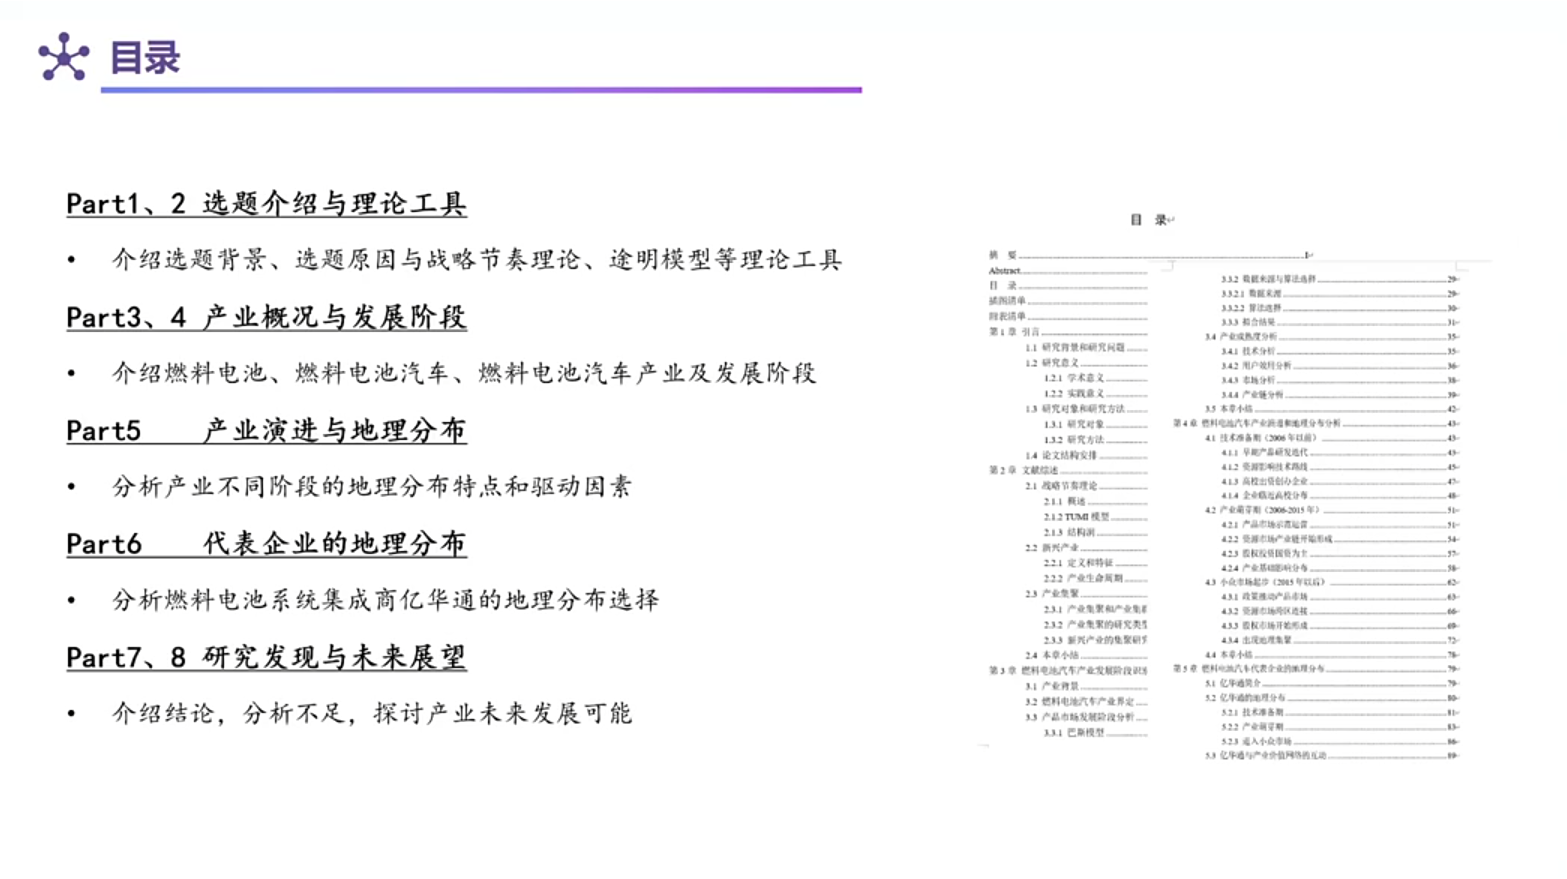 目录
Part1、2 选题介绍与理论工具
• 介绍选题背景、选题原因与战略节奏理论、途明模型等理论工具
Part3、4 产业概况与发展阶段
• 介绍燃料电池、燃料电池汽车、燃料电池汽车产业及发展阶段
Part5 产业演进与地理分布
• 分析产业不同阶段的地理分布特点和驱动因素
Part6 代表企业的地理分布
• 分析燃料电池系统集成商亿华通的地理分布选择
Part7、8 研究发现与未来展望
• 介绍结论，分析不足，探讨产业未来发展可能
目 录
摘 要
Abstract
目 录
插图清单
附表清单
第 1 章 引言
1.1 研究背景和研究问题
1.2 研究意义
1.2.1 学术意义
1.2.2 实践意义
1.3 研究对象和研究方法
1.3.1 研究对象
1.3.2 研究方法
1.4 论文结构安排
第 2 章 文献综述
2.1 战略节奏理论
2.1.1 概述
2.1.2 TUMI 模型
2.1.3 结构洞
2.2 新兴产业
2.2.1 定义和特征
2.2.2 产业生命周期
2.3 产业集聚
2.3.1 产业集聚和产业集群
2.3.2 产业集聚的研究类型
2.3.3 新兴产业的集聚研究
2.4 本章小结
第 3 章 燃料电池汽车产业发展阶段识别
3.1 产业背景
3.2 燃料电池汽车产业界定
3.3 产品市场发展阶段分析
3.3.1 巴斯模型
3.3.2 数据来源与算法选择 29
3.3.2.1 数据来源 29
3.3.2.2 算法选择 30
3.3.3 拟合结果 31
3.4 产业成熟度分析 35
3.4.1 技术分析 35
3.4.2 用户效用分析 36
3.4.3 市场分析 38
3.4.4 产业链分析 39
3.5 本章小结 42
第 4 章 燃料电池汽车产业演进和地理分布分析 43
4.1 技术准备期（2006 年以前） 43
4.1.1 早期产品研发迭代 43
4.1.2 资源影响技术路线 45
4.1.3 高校出资创办企业 47
4.1.4 企业临近高校分布 48
4.2 产业萌芽期（2006-2015 年） 51
4.2.1 产品市场示范运营 51
4.2.2 资源市场产业链开始形成 54
4.2.3 股权投资国资为主 57
4.2.4 产业基础影响分布 58
4.3 小众市场起步（2015 年以后） 62
4.3.1 政策推动产品市场 63
4.3.2 资源市场跨区连接 66
4.3.3 股权市场开始形成 69
4.3.4 出现地理集聚 72
4.4 本章小结 78
第 5 章 燃料电池汽车代表企业的地理分布 79
5.1 亿华通简介 79
5.2 亿华通的地理分布 80
5.2.1 技术准备期 81
5.2.2 产业萌芽期 83
5.2.3 进入小众市场 86
5.3 亿华通与产业价值网络的互动 89